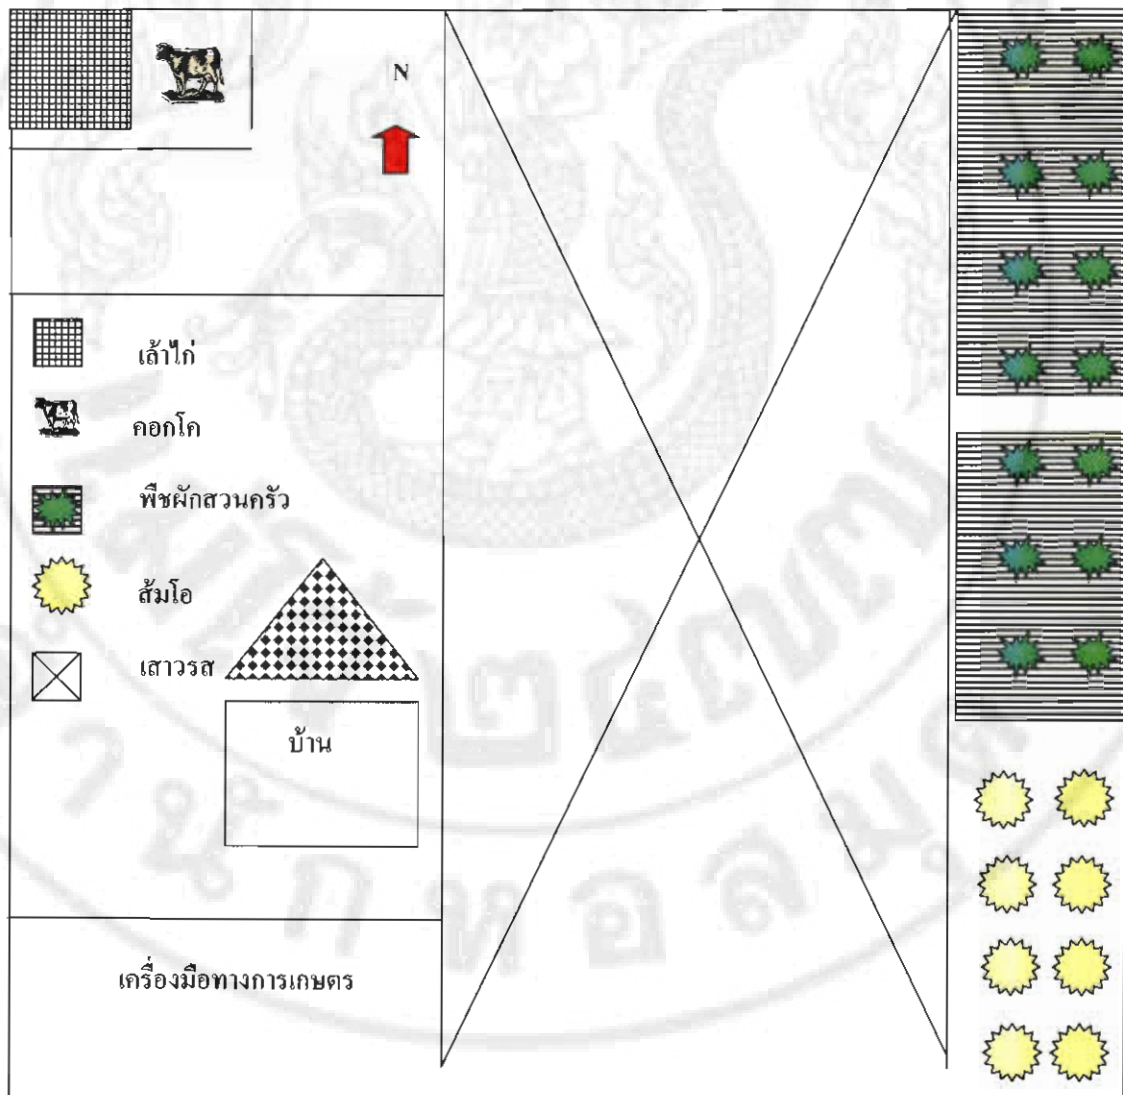 N
เล้าไก่
คอกโค
พืชผักสวนครัว
ส้มโอ
เสาวรส
บ้าน
เครื่องมือทางการเกษตร